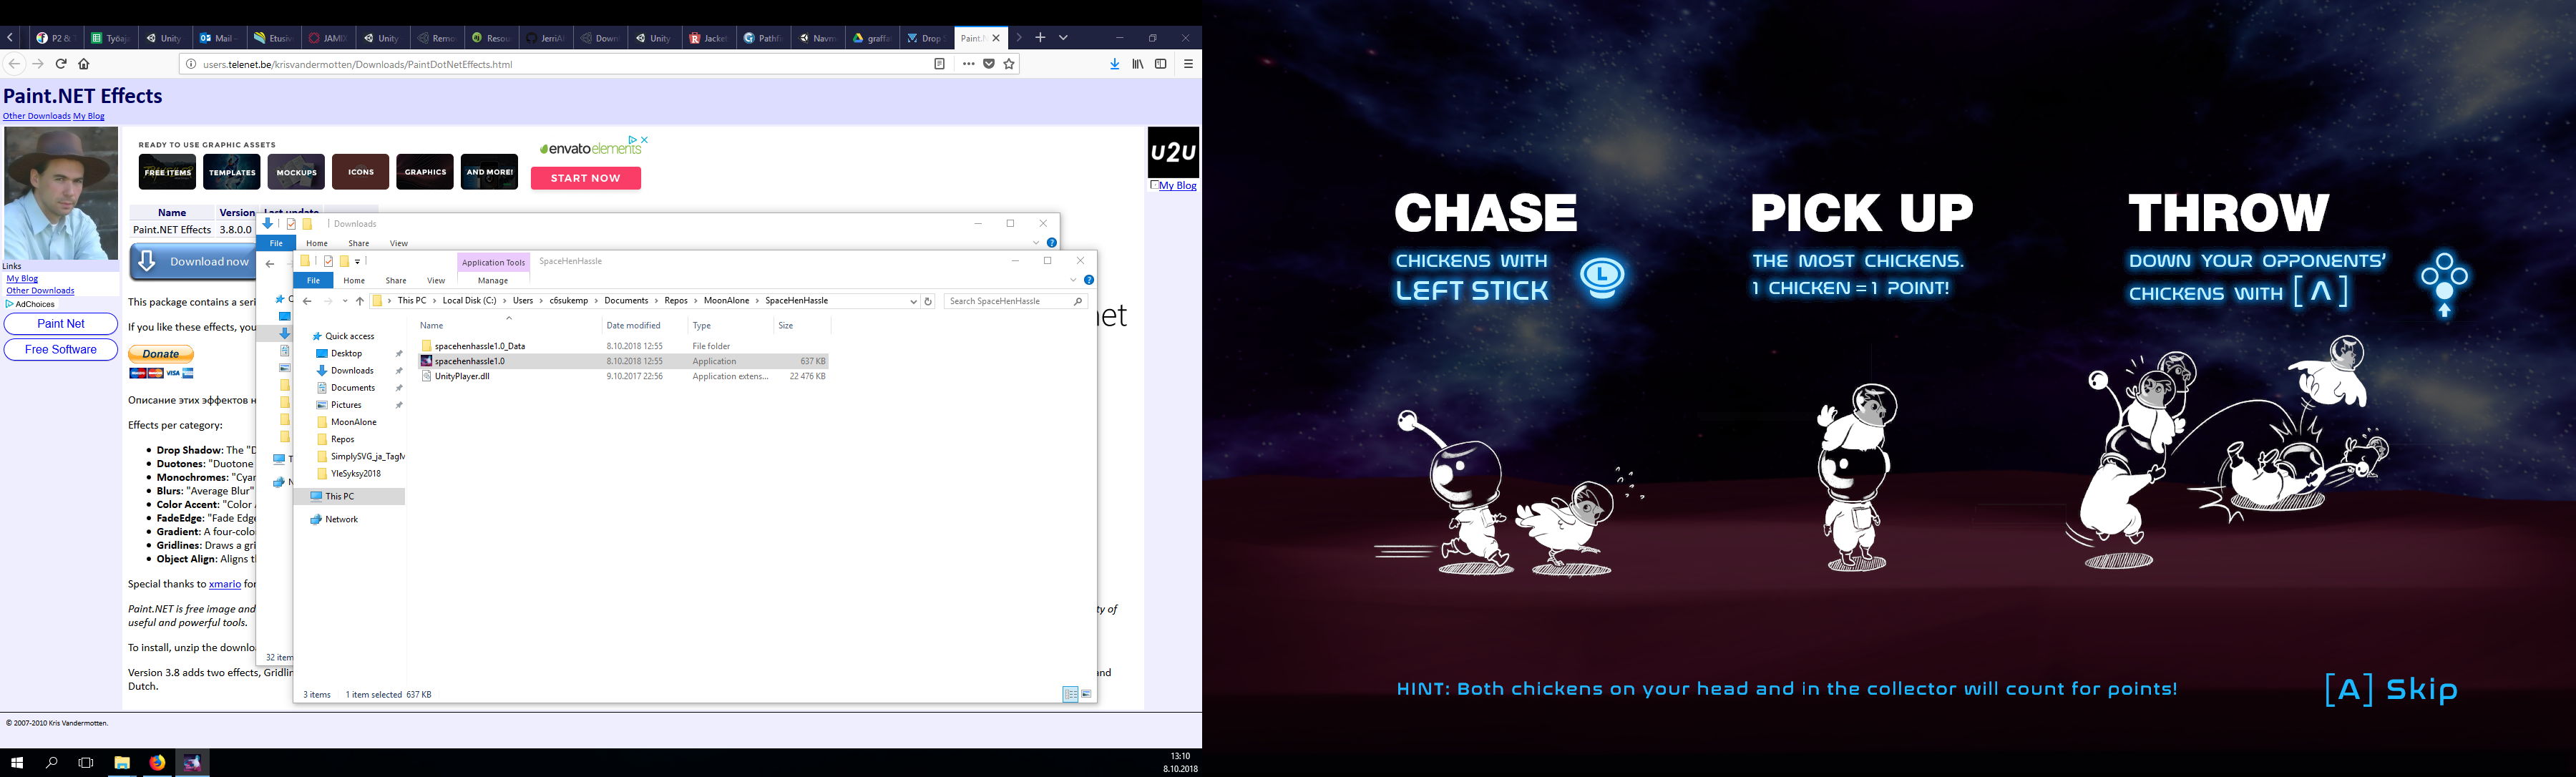 P2 & T
Työaja
Unity
Mail -
Etusiv
JAMIX
Unity
Remo
Resou
JerriAl
Down
Unity
Jacket
Pathfi
Navm
graffa
Drop S
Paint.N
users.telenet.be/krisvandermotten/Downloads/PaintDotNetEffects.html
Paint.NET Effects
Other Downloads My Blog
READY TO USE GRAPHIC ASSETS
FREE ITEMS
TEMPLATES
MOCKUPS
ICONS
GRAPHICS
AND MORE!
envatoelements
START NOW
u2u
My Blog
Name Version Last update
Paint.NET Effects 3.8.0.0
Download now
Links
My Blog
Other Downloads
AdChoices
Paint Net
Free Software
This package contains a seri
If you like these effects, you
Donate
VISA
Описание этих эффектов н
Effects per category:
Drop Shadow: The "D
Duotones: "Duotone
Monochromes: "Cyan
Blurs: "Average Blur"
Color Accent: "Color A
FadeEdge: "Fade Edge
Gradient: A four-colo
Gridlines: Draws a gri
Object Align: Aligns th
Special thanks to xmario for
Paint.NET is free image and
ty of
useful and powerful tools.
To install, unzip the downlo
Version 3.8 adds two effects, Gridlin
and
Dutch.
© 2007-2010 Kris Vandermotten.
net
Downloads
File
Home
Share
View
32 item
Application Tools
SpaceHenHassle
File
Home
Share
View
Manage
This PC > Local Disk (C:) > Users > c6sukemp > Documents > Repos > MoonAlone > SpaceHenHassle
Search SpaceHenHassle
Quick access
Desktop
Downloads
Documents
Pictures
MoonAlone
Repos
SimplySVG_ja_TagM
YleSyksy2018
This PC
Network
Name Date modified Type Size
spacehenhassle1.0_Data 8.10.2018 12:55 File folder
spacehenhassle1.0 8.10.2018 12:55 Application 637 KB
UnityPlayer.dll 9.10.2017 22:56 Application extens... 22 476 KB
3 items 1 item selected 637 KB
13:10
8.10.2018
CHASE
CHICKENS WITH
LEFT STICK
L
PICK UP
THE MOST CHICKENS.
1 CHICKEN = 1 POINT!
THROW
DOWN YOUR OPPONENTS'
CHICKENS WITH [A]
HINT: Both chickens on your head and in the collector will count for points!
[A] Skip